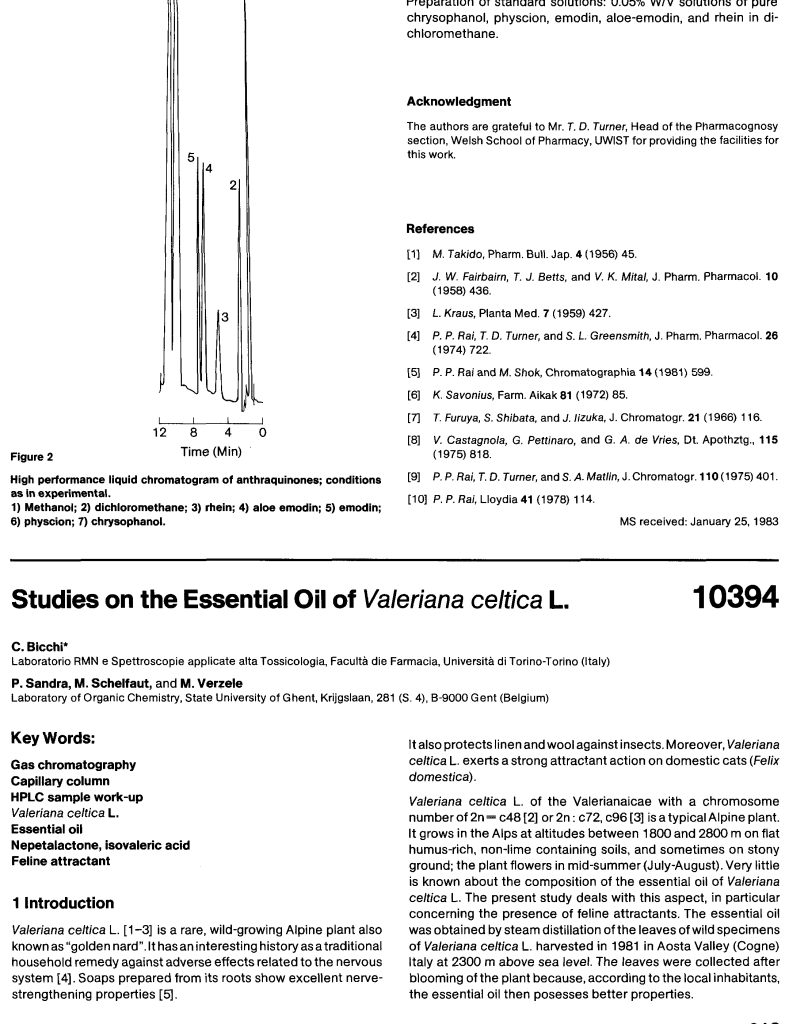 5
4
2
3
12 8 4 0
Time (Min)
Figure 2
High performance liquid chromatogram of anthraquinones; conditions
as in experimental.
1) Methanol; 2) dichloromethane; 3) rhein; 4) aloe emodin; 5) emodin;
6) physcion; 7) chrysophanol.
Preparation of standard solutions: 0.05% W/V solutions of pure
chrysophanol, physcion, emodin, aloe-emodin, and rhein in di-
chloromethane.
Acknowledgment
The authors are grateful to Mr. T. D. Turner, Head of the Pharmacognosy
section, Welsh School of Pharmacy, UWIST for providing the facilities for
this work.
References
[1] M. Takido, Pharm. Bull. Jap. 4 (1956) 45.
[2] J. W. Fairbairn, T. J. Betts, and V. K. Mital, J. Pharm. Pharmacol. 10
(1958) 436.
[3] L. Kraus, Planta Med. 7 (1959) 427.
[4] P. P. Rai, T. D. Turner, and S. L. Greensmith, J. Pharm. Pharmacol. 26
(1974) 722.
[5] P. P. Rai and M. Shok, Chromatographia 14 (1981) 599.
[6] K. Savonius, Farm. Aikak 81 (1972) 85.
[7] T. Furuya, S. Shibata, and J. Iizuka, J. Chromatogr. 21 (1966) 116.
[8] V. Castagnola, G. Pettinaro, and G. A. de Vries, Dt. Apothztg., 115
(1975) 818.
[9] P. P. Rai, T. D. Turner, and S. A. Matlin, J. Chromatogr. 110 (1975) 401.
[10] P. P. Rai, Lloydia 41 (1978) 114.
MS received: January 25, 1983
Studies on the Essential Oil of Valeriana celtica L. 10394
C. Bicchi*
Laboratorio RMN e Spettroscopie applicate alta Tossicologia, Facultà die Farmacia, Università di Torino-Torino (Italy)
P. Sandra, M. Schelfaut, and M. Verzele
Laboratory of Organic Chemistry, State University of Ghent, Krijgslaan, 281 (S. 4), B-9000 Gent (Belgium)
Key Words:
Gas chromatography
Capillary column
HPLC sample work-up
Valeriana celtica L.
Essential oil
Nepetalactone, isovaleric acid
Feline attractant
1 Introduction
Valeriana celtica L. [1-3] is a rare, wild-growing Alpine plant also
known as "golden nard". It has an interesting history as a traditional
household remedy against adverse effects related to the nervous
system [4]. Soaps prepared from its roots show excellent nerve-
strengthening properties [5].
It also protects linen and wool against insects. Moreover, Valeriana
celtica L. exerts a strong attractant action on domestic cats (Felix
domestica).
Valeriana celtica L. of the Valerianaicae with a chromosome
number of 2n = c48 [2] or 2n : c72, c96 [3] is a typical Alpine plant.
It grows in the Alps at altitudes between 1800 and 2800 m on flat
humus-rich, non-lime containing soils, and sometimes on stony
ground; the plant flowers in mid-summer (July-August). Very little
is known about the composition of the essential oil of Valeriana
celtica L. The present study deals with this aspect, in particular
concerning the presence of feline attractants. The essential oil
was obtained by steam distillation of the leaves of wild specimens
of Valeriana celtica L. harvested in 1981 in Aosta Valley (Cogne)
Italy at 2300 m above sea level. The leaves were collected after
blooming of the plant because, according to the local inhabitants,
the essential oil then posesses better properties.